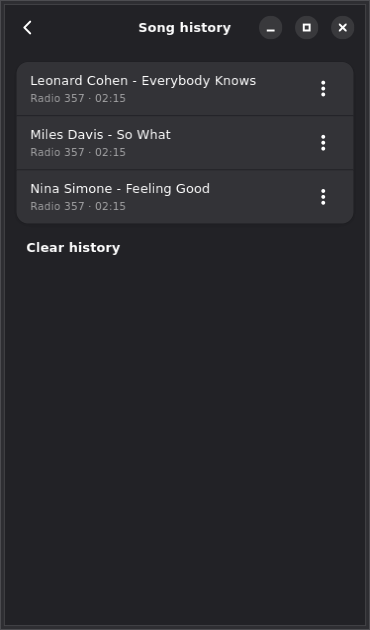 Song history
Leonard Cohen - Everybody Knows
Radio 357 · 02:15
Miles Davis - So What
Radio 357 · 02:15
Nina Simone - Feeling Good
Radio 357 · 02:15
Clear history